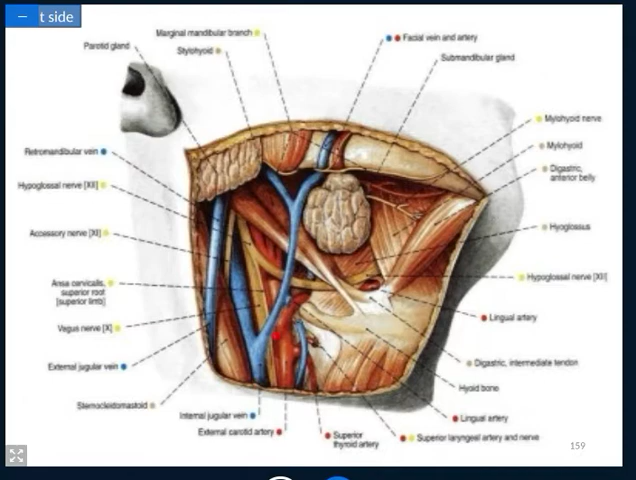 t side
Marginal mandibular branch
Parotid gland
Stylohyoid
Facial vein and artery
Submandibular gland
Mylohyoid nerve
Mylohyoid
Digastric,
anterior belly
Hyoglossus
Hypoglossal nerve [XII]
Lingual artery
Digastric, intermediate tendon
Hyoid bone
Lingual artery
Superior laryngeal artery and nerve
Retromandibular vein
Hypoglossal nerve [XII]
Accessory nerve [XI]
Ansa cervicalis,
superior root
[superior limb]
Vagus nerve [X]
External jugular vein
Sternocleidomastoid
Internal jugular vein
External carotid artery
Superior
thyroid artery
159